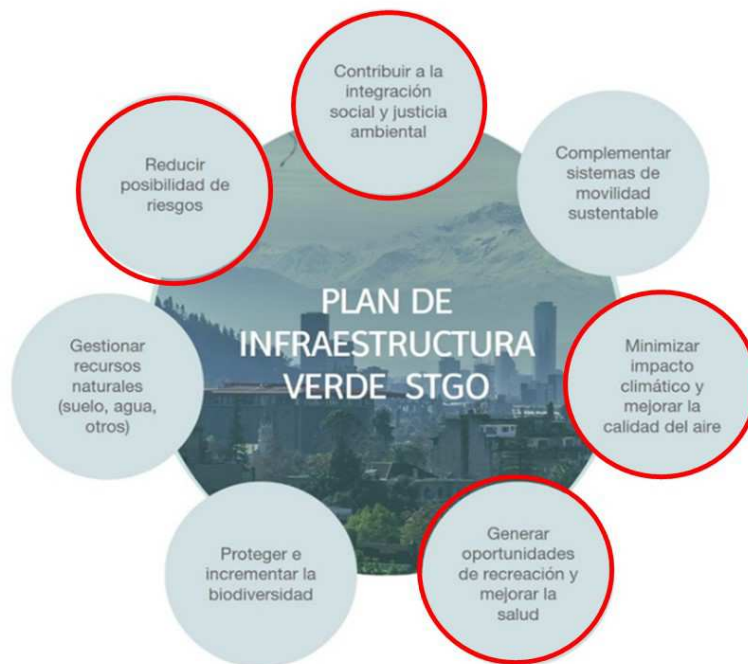 Contribuir a la
integración
social y justicia
ambiental
Reducir
posibilidad de
riesgos
Complementar
sistemas de
movilidad
sustentable
PLAN DE
INFRAESTRUCTURA
VERDE STGO
Gestionar
recursos
naturales
(suelo, agua,
otros)
Minimizar
impacto
climático y
mejorar la
calidad del aire
Proteger e
incrementar la
biodiversidad
Generar
oportunidades
de recreación y
mejorar la
salud